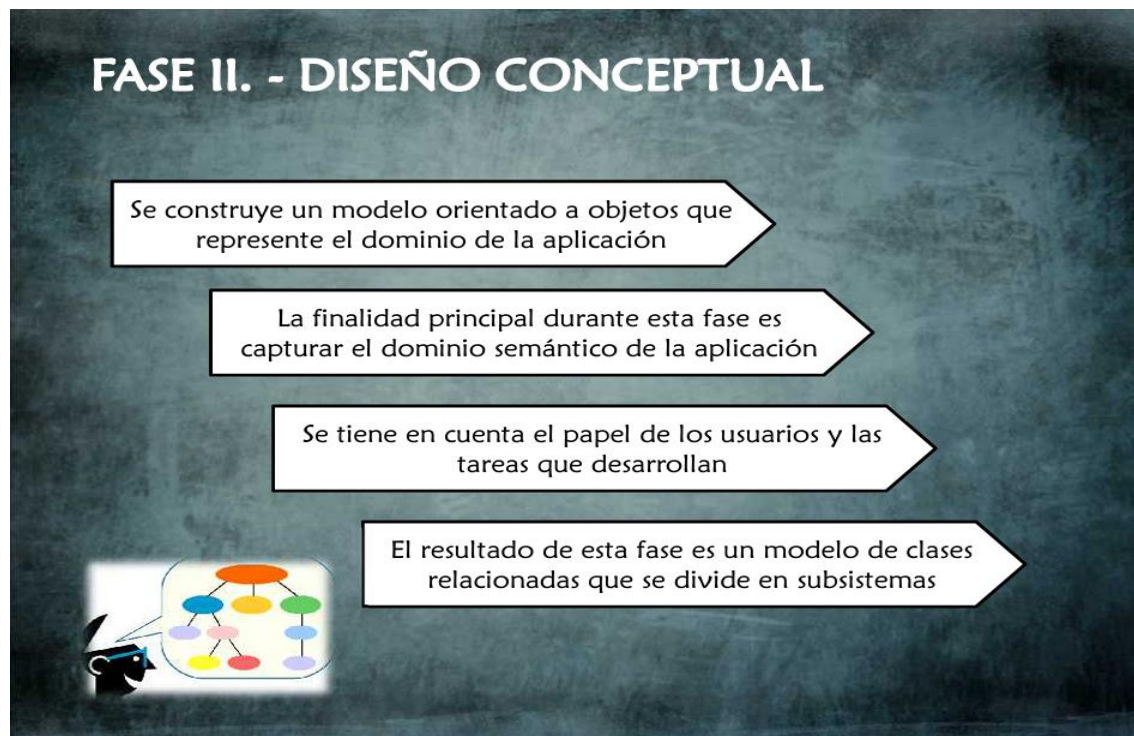 FASE II. - DISEÑO CONCEPTUAL
Se construye un modelo orientado a objetos que
represente el dominio de la aplicación
La finalidad principal durante esta fase es
capturar el dominio semántico de la aplicación
Se tiene en cuenta el papel de los usuarios y las
tareas que desarrollan
El resultado de esta fase es un modelo de clases
relacionadas que se divide en subsistemas